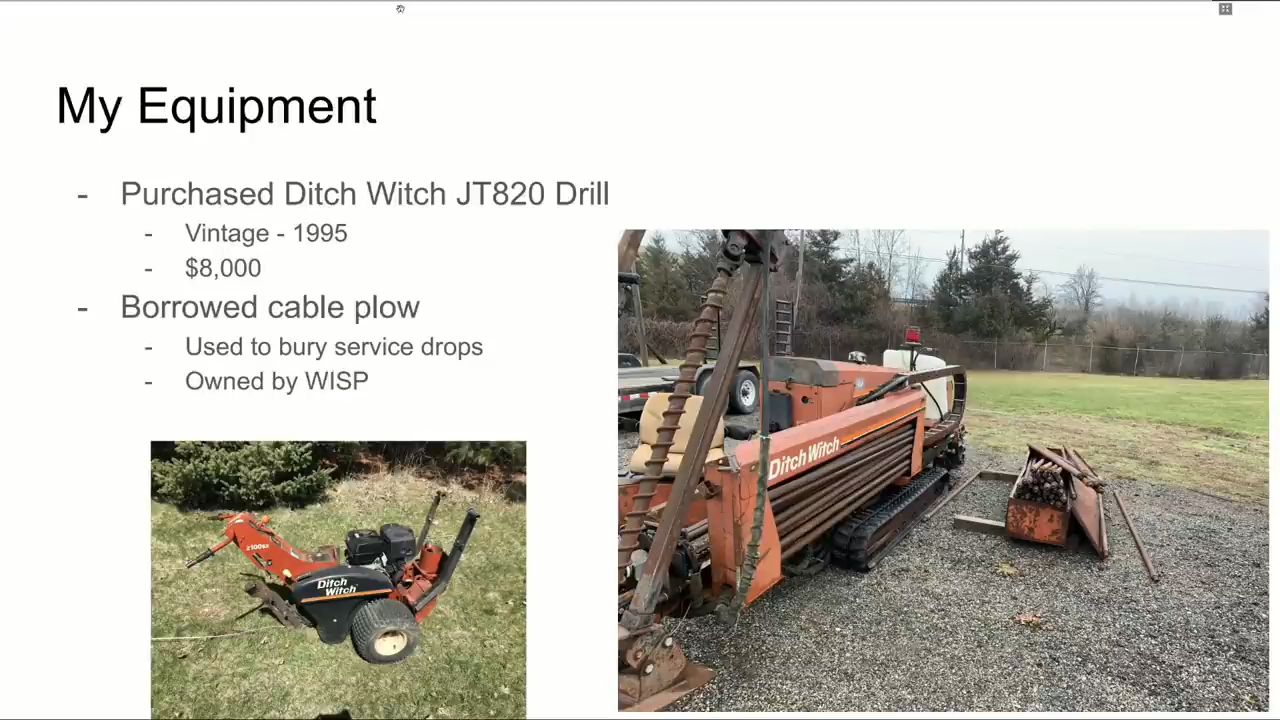 My Equipment
- Purchased Ditch Witch JT820 Drill
- Vintage - 1995
- $8,000
- Borrowed cable plow
- Used to bury service drops
- Owned by WISP
Ditch Witch
Ditch
Witch